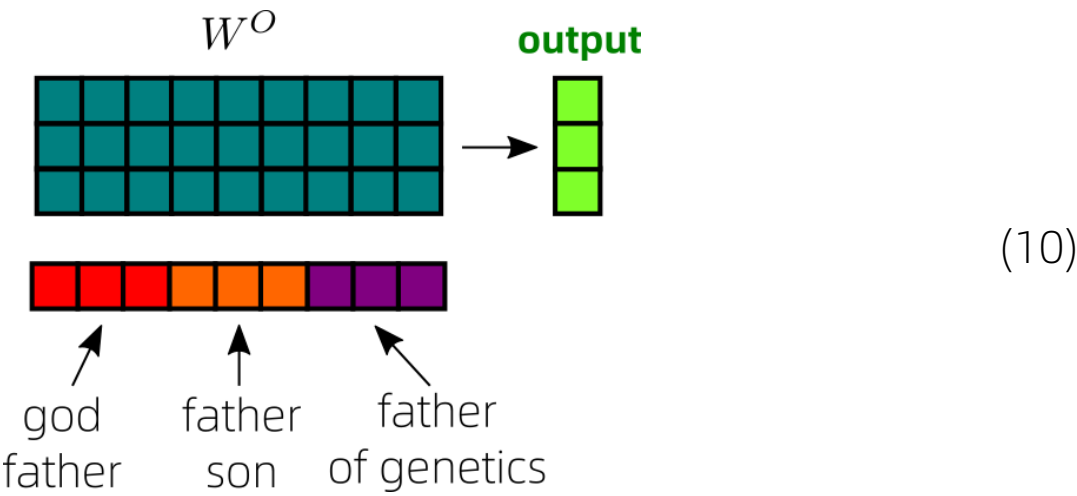 W^O
output
(10)
god
father
father
son
father
of genetics